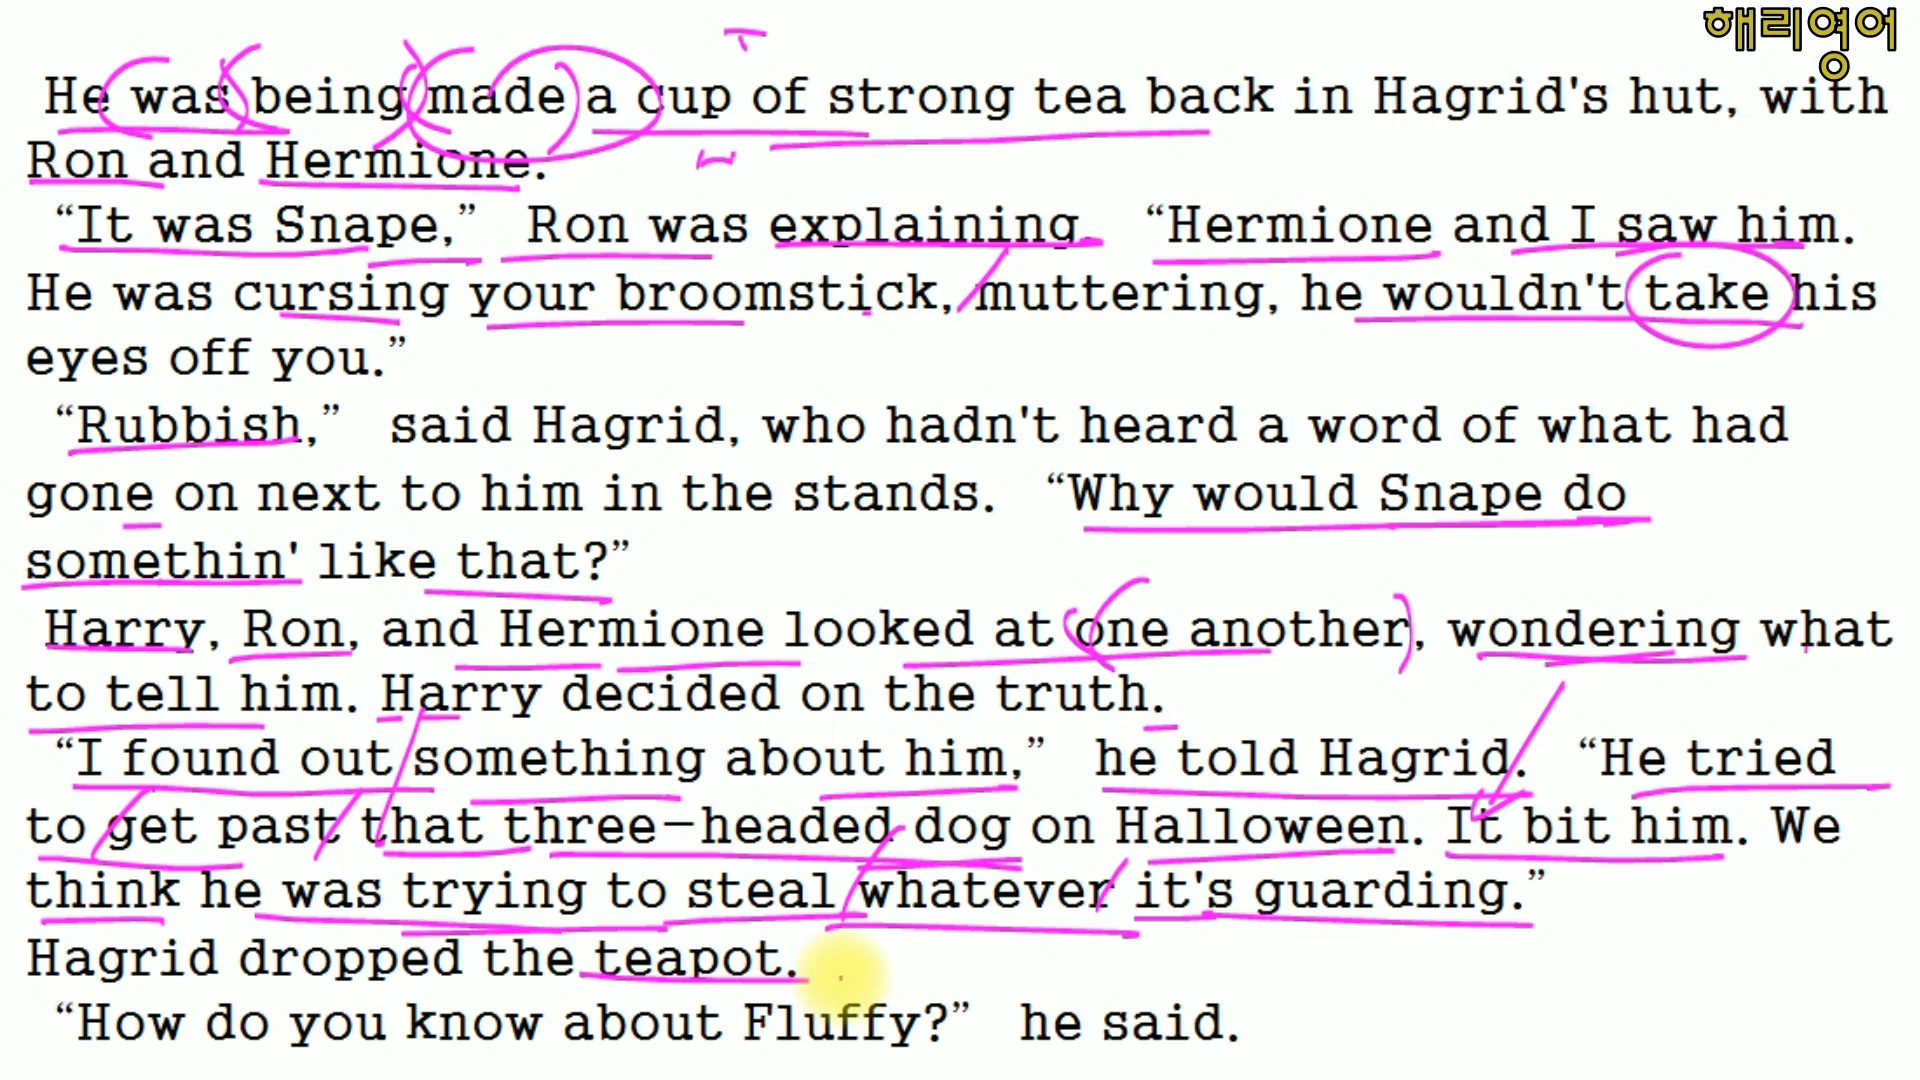 해리영어
He was being made a cup of strong tea back in Hagrid's hut, with
Ron and Hermione.
“It was Snape,” Ron was explaining. “Hermione and I saw him.
He was cursing your broomstick, muttering, he wouldn't take his
eyes off you.”
“Rubbish,” said Hagrid, who hadn't heard a word of what had
gone on next to him in the stands. “Why would Snape do
somethin' like that?”
Harry, Ron, and Hermione looked at one another, wondering what
to tell him. Harry decided on the truth.
“I found out something about him,” he told Hagrid. “He tried
to get past that three-headed dog on Halloween. It bit him. We
think he was trying to steal whatever it's guarding.”
Hagrid dropped the teapot.
“How do you know about Fluffy?” he said.